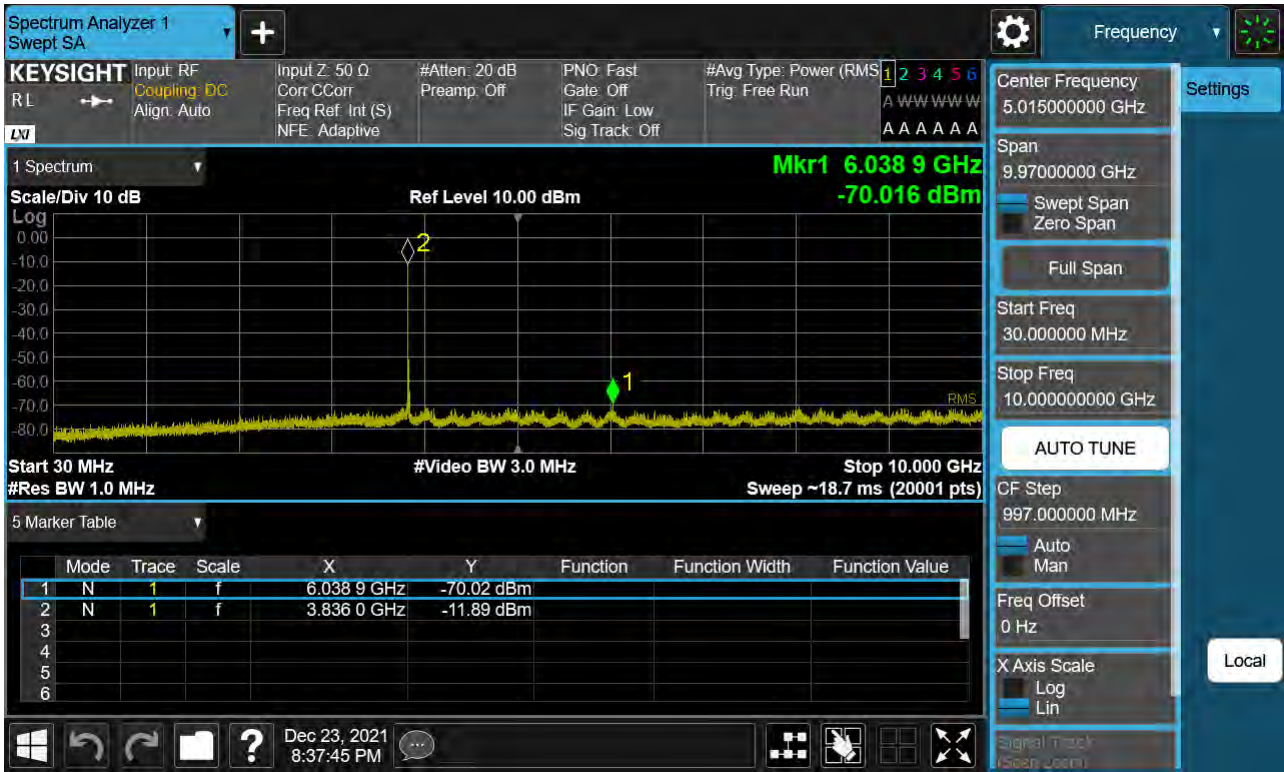 Spectrum Analyzer 1
Swept SA
Frequency
KEYSIGHT
RL
LXI
Input: RF
Coupling: DC
Align: Auto
Input Z: 50 Ω
Corr CCorr
Freq Ref: Int (S)
NFE: Adaptive
#Atten: 20 dB
Preamp: Off
PNO: Fast
Gate: Off
IF Gain: Low
Sig Track: Off
#Avg Type: Power (RMS
Trig: Free Run
1 2 3 4 5 6
A W W W W W
A A A A A A
1 Spectrum
Scale/Div 10 dB
Ref Level 10.00 dBm
Mkr1 6.038 9 GHz
-70.016 dBm
Log
0.00
-10.0
-20.0
-30.0
-40.0
-50.0
-60.0
-70.0
-80.0
2
1
RMS
Start 30 MHz
#Video BW 3.0 MHz
Stop 10.000 GHz
#Res BW 1.0 MHz
Sweep ~18.7 ms (20001 pts)
5 Marker Table
Mode Trace Scale X Y Function Function Width Function Value
1 N 1 f 6.038 9 GHz -70.02 dBm
2 N 1 f 3.836 0 GHz -11.89 dBm
3
4
5
6
Dec 23, 2021
8:37:45 PM
?
Center Frequency
5.015000000 GHz
Settings
Span
9.97000000 GHz
Swept Span
Zero Span
Full Span
Start Freq
30.000000 MHz
Stop Freq
10.000000000 GHz
AUTO TUNE
CF Step
997.000000 MHz
Auto
Man
Freq Offset
0 Hz
X Axis Scale
Log
Lin
Local
Signal Track
(Span Zoom)